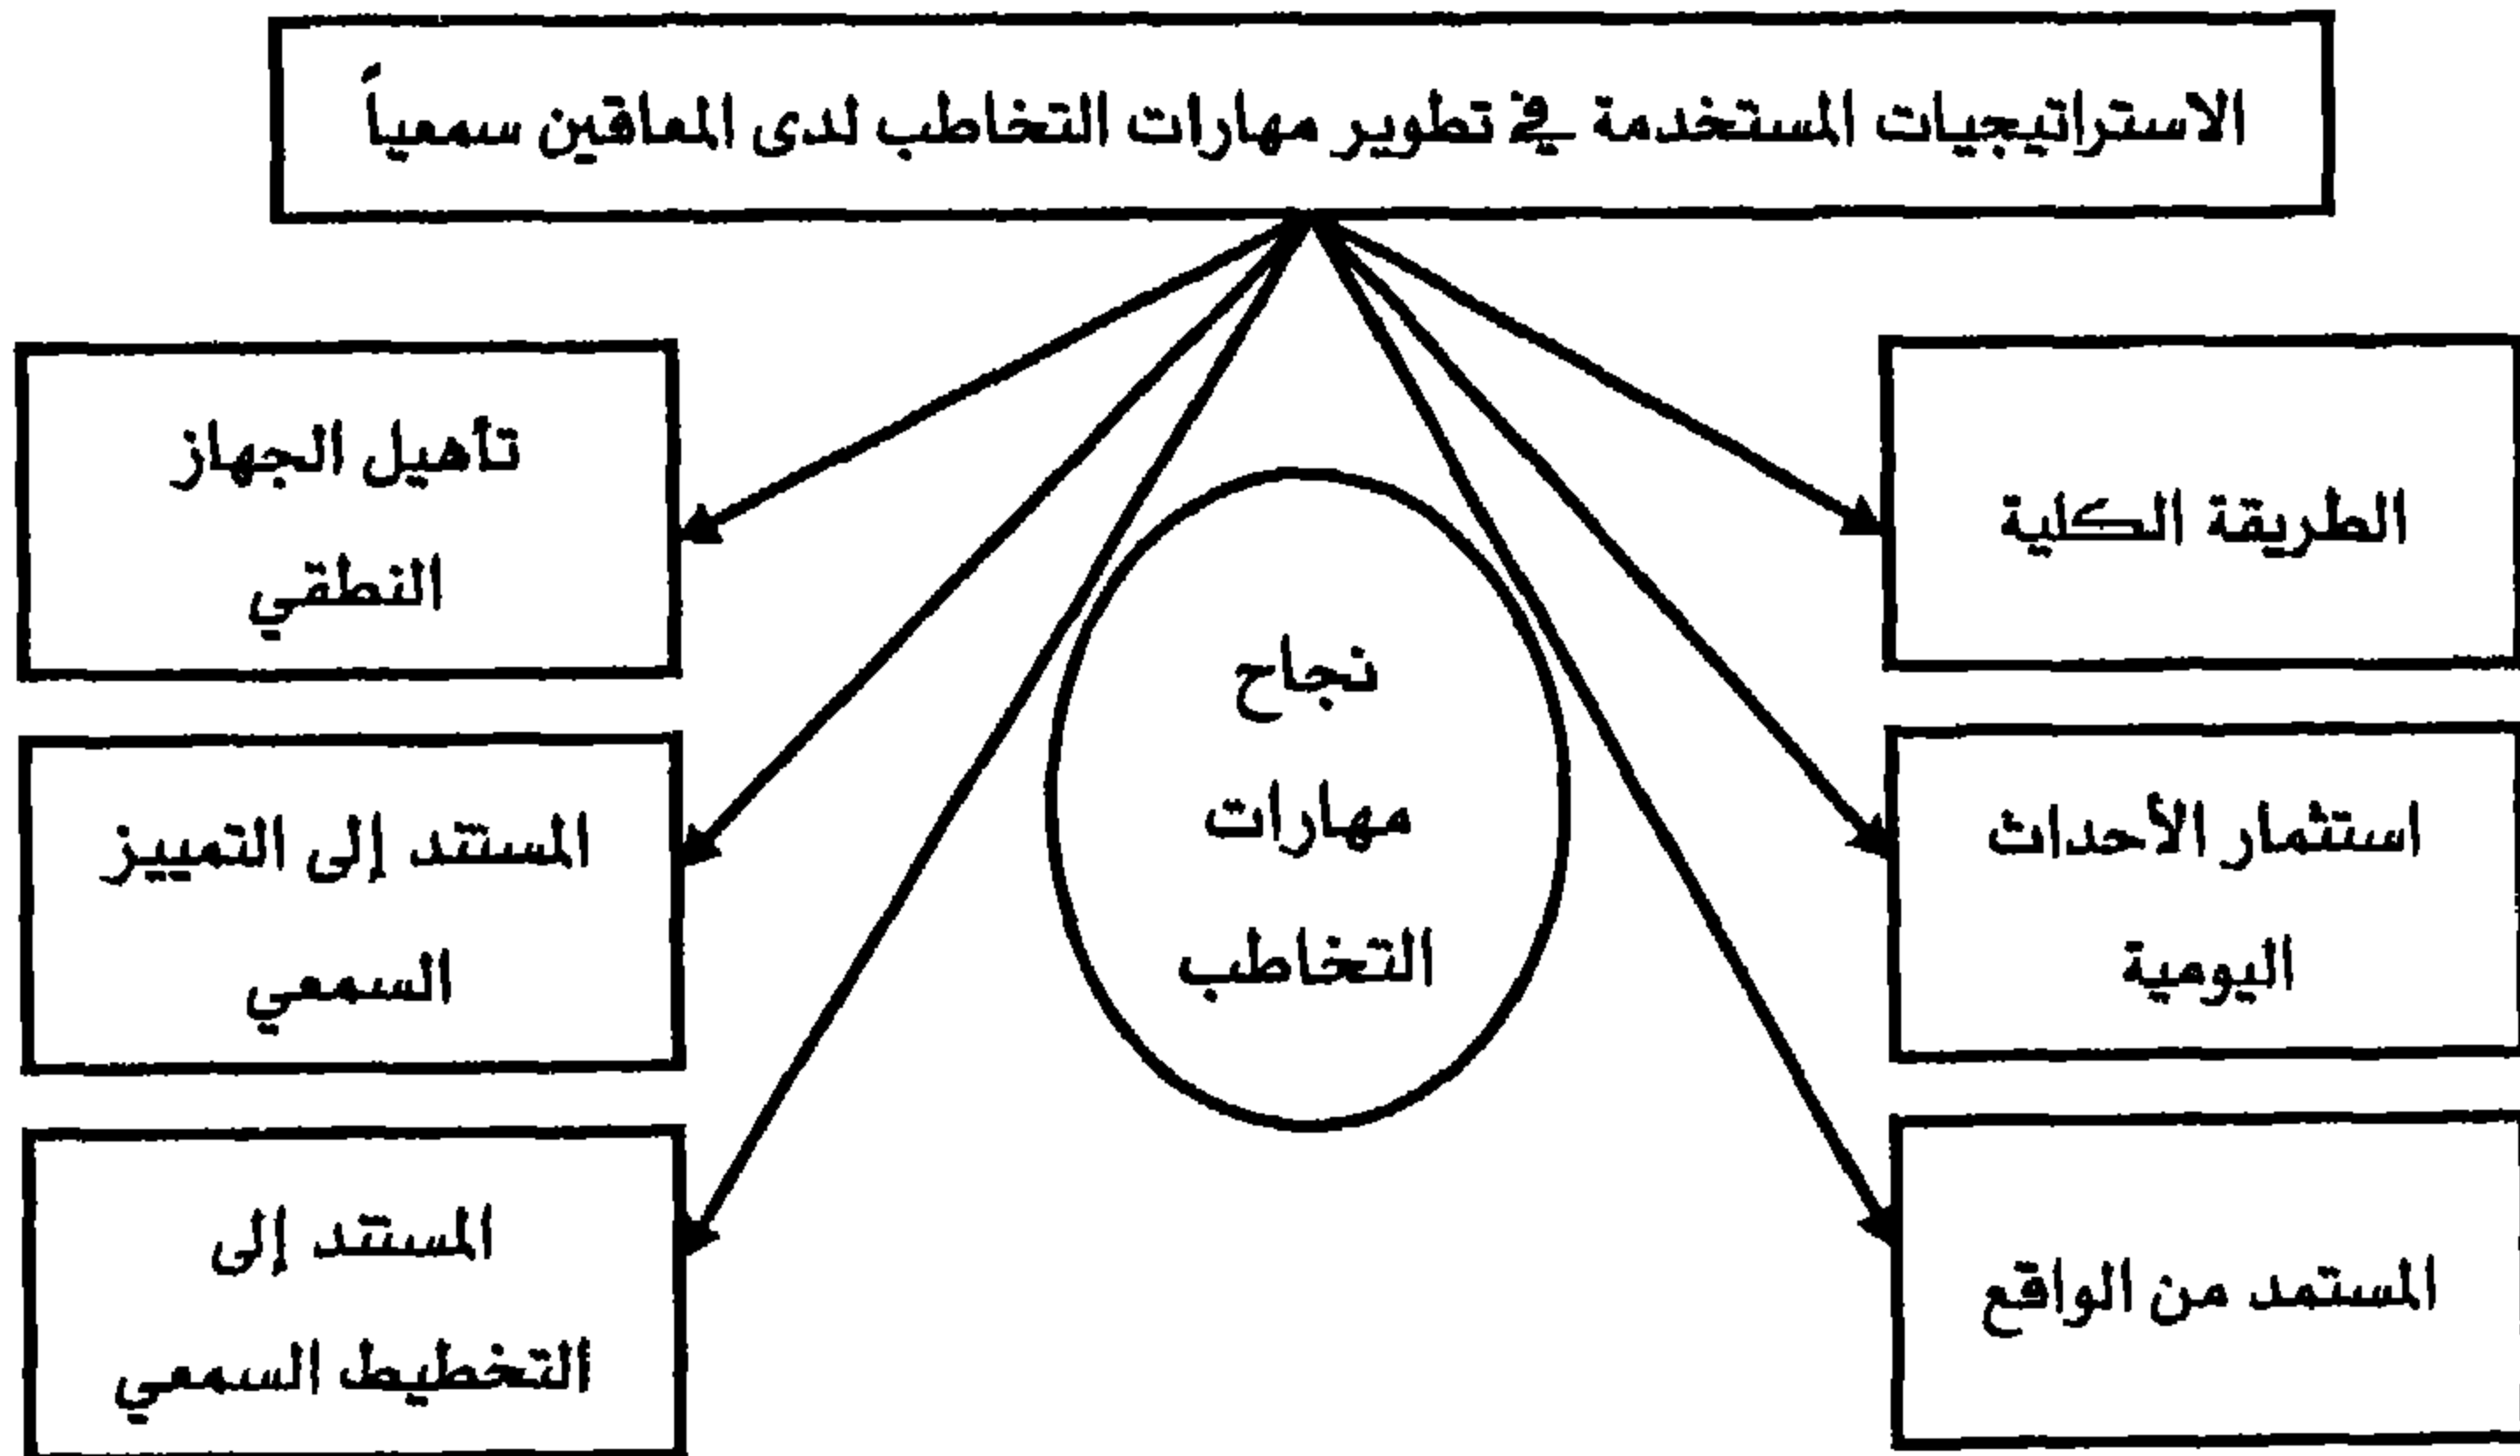 الاستراتيجيات المستخدمة في تطوير مهارات التخاطب لدى المعاقين سمعياً
الطريقة الكلية
استثمار الأحداث
اليومية
المستمد من الواقع
نجاح
مهارات
التخاطب
تأهيل الجهاز
النطقي
المستند إلى التمييز
السمعي
المستند إلى
التخطيط السمعي